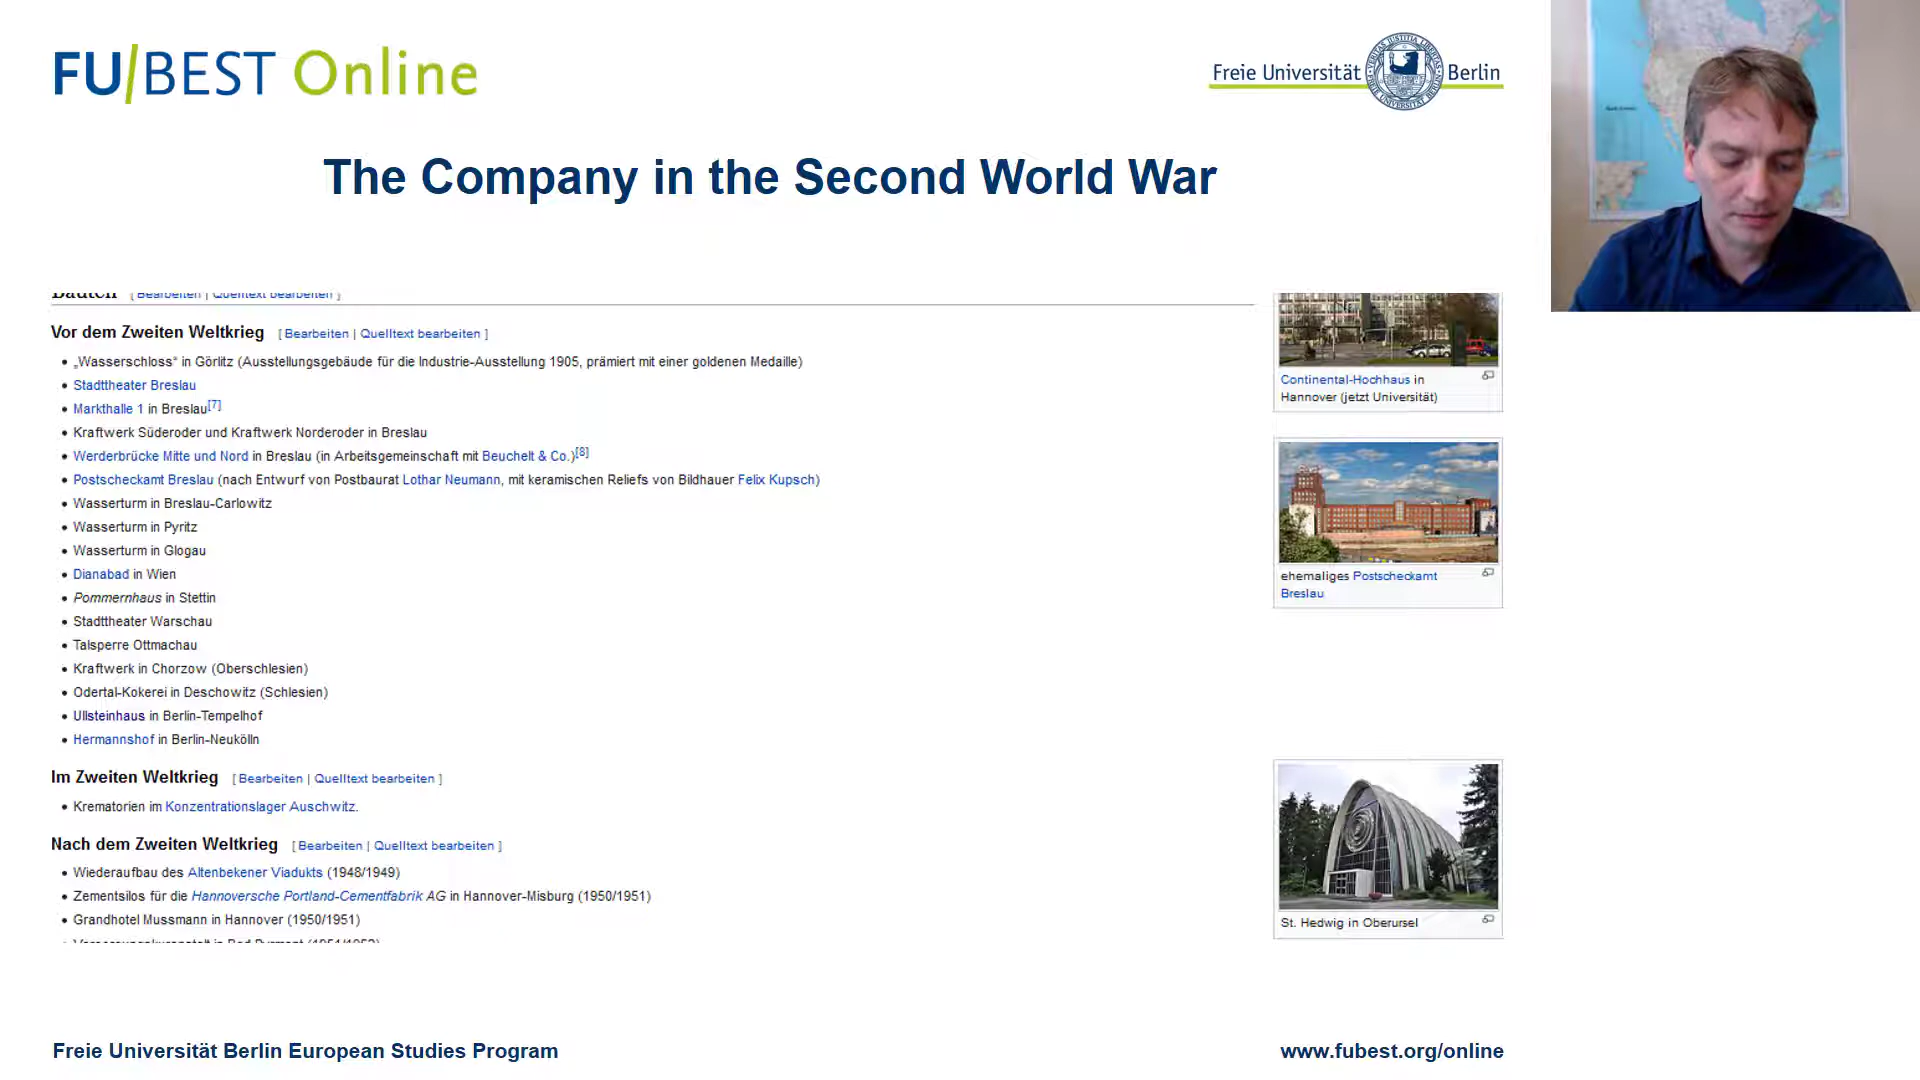 FU/BEST Online
Freie Universität Berlin
The Company in the Second World War
Bauten [ Bearbeiten | Quelltext bearbeiten ]
Vor dem Zweiten Weltkrieg [ Bearbeiten | Quelltext bearbeiten ]
• „Wasserschloss“ in Görlitz (Ausstellungsgebäude für die Industrie-Ausstellung 1905, prämiert mit einer goldenen Medaille)
• Stadttheater Breslau
• Markthalle 1 in Breslau[7]
• Kraftwerk Süderoder und Kraftwerk Norderoder in Breslau
• Werderbrücke Mitte und Nord in Breslau (in Arbeitsgemeinschaft mit Beuchelt & Co.)[8]
• Postscheckamt Breslau (nach Entwurf von Postbaurat Lothar Neumann, mit keramischen Reliefs von Bildhauer Felix Kupsch)
• Wasserturm in Breslau-Carlowitz
• Wasserturm in Pyritz
• Wasserturm in Glogau
• Dianabad in Wien
• Pommernhaus in Stettin
• Stadttheater Warschau
• Talsperre Ottmachau
• Kraftwerk in Chorzow (Oberschlesien)
• Odertal-Kokerei in Deschowitz (Schlesien)
• Ullsteinhaus in Berlin-Tempelhof
• Hermannshof in Berlin-Neukölln
Im Zweiten Weltkrieg [ Bearbeiten | Quelltext bearbeiten ]
• Krematorien im Konzentrationslager Auschwitz.
Nach dem Zweiten Weltkrieg [ Bearbeiten | Quelltext bearbeiten ]
• Wiederaufbau des Altenbekener Viadukts (1948/1949)
• Zementsilos für die Hannoversche Portland-Cementfabrik AG in Hannover-Misburg (1950/1951)
• Grandhotel Mussmann in Hannover (1950/1951)
Continental-Hochhaus in
Hannover (jetzt Universität)
ehemaliges Postscheckamt
Breslau
St. Hedwig in Oberursel
Freie Universität Berlin European Studies Program
www.fubest.org/online